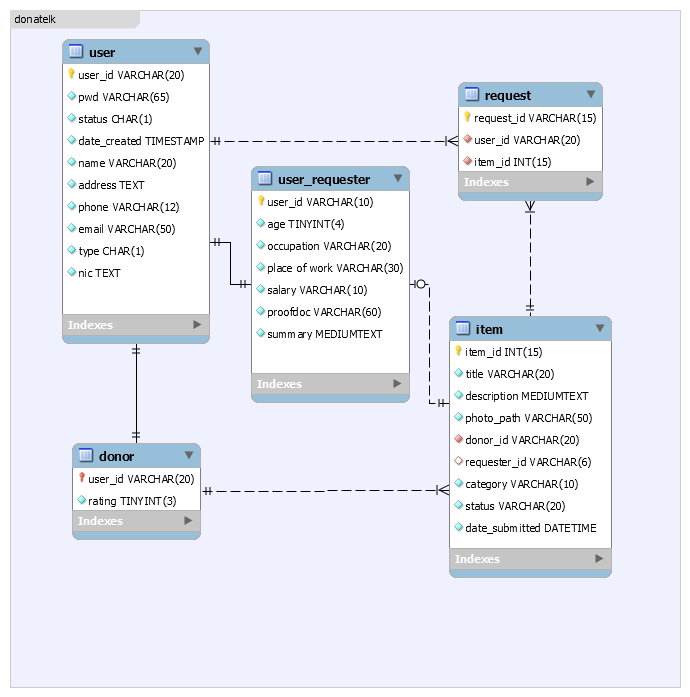 donatelk
user
user_id VARCHAR(20)
pwd VARCHAR(65)
status CHAR(1)
date_created TIMESTAMP
name VARCHAR(20)
address TEXT
phone VARCHAR(12)
email VARCHAR(50)
type CHAR(1)
nic TEXT
Indexes
request
request_id VARCHAR(15)
user_id VARCHAR(20)
item_id INT(15)
Indexes
user_requester
user_id VARCHAR(10)
age TINYINT(4)
occupation VARCHAR(20)
place of work VARCHAR(30)
salary VARCHAR(10)
proofdoc VARCHAR(60)
summary MEDIUMTEXT
Indexes
item
item_id INT(15)
title VARCHAR(20)
description MEDIUMTEXT
photo_path VARCHAR(50)
donor_id VARCHAR(20)
requester_id VARCHAR(6)
category VARCHAR(10)
status VARCHAR(20)
date_submitted DATETIME
Indexes
donor
user_id VARCHAR(20)
rating TINYINT(3)
Indexes